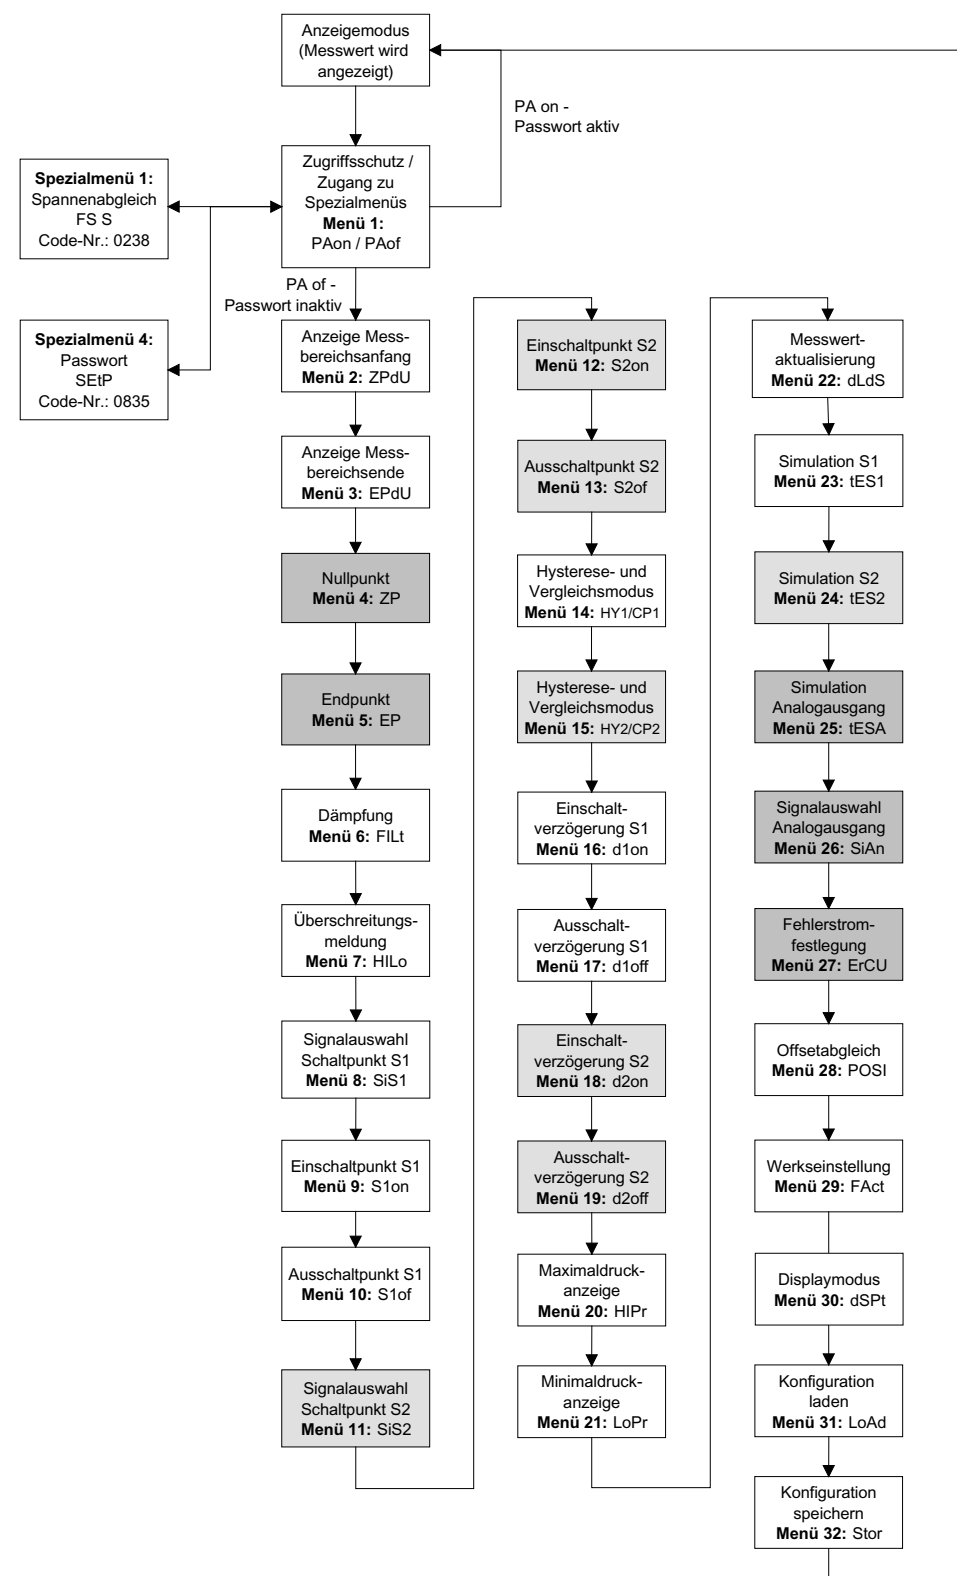 Anzeigemodus
(Messwert wird
angezeigt)
PA on -
Passwort aktiv
Zugriffsschutz /
Zugang zu
Spezialmenüs
Menü 1:
PAon / PAof
Spezialmenü 1:
Spannenabgleich
FS S
Code-Nr.: 0238
PA of -
Passwort inaktiv
Spezialmenü 4:
Passwort
SEtP
Code-Nr.: 0835
Anzeige Mess-
bereichsanfang
Menü 2: ZPdU
Anzeige Mess-
bereichsende
Menü 3: EPdU
Nullpunkt
Menü 4: ZP
Endpunkt
Menü 5: EP
Dämpfung
Menü 6: FILt
Überschreitungs-
meldung
Menü 7: HILo
Signalauswahl
Schaltpunkt S1
Menü 8: SiS1
Einschaltpunkt S1
Menü 9: S1on
Ausschaltpunkt S1
Menü 10: S1of
Signalauswahl
Schaltpunkt S2
Menü 11: SiS2
Einschaltpunkt S2
Menü 12: S2on
Ausschaltpunkt S2
Menü 13: S2of
Hysterese- und
Vergleichsmodus
Menü 14: HY1/CP1
Hysterese- und
Vergleichsmodus
Menü 15: HY2/CP2
Einschalt-
verzögerung S1
Menü 16: d1on
Ausschalt-
verzögerung S1
Menü 17: d1off
Einschalt-
verzögerung S2
Menü 18: d2on
Ausschalt-
verzögerung S2
Menü 19: d2off
Maximaldruck-
anzeige
Menü 20: HIPr
Minimaldruck-
anzeige
Menü 21: LoPr
Messwert-
aktualisierung
Menü 22: dLdS
Simulation S1
Menü 23: tES1
Simulation S2
Menü 24: tES2
Simulation
Analogausgang
Menü 25: tESA
Signalauswahl
Analogausgang
Menü 26: SiAn
Fehlerstrom-
festlegung
Menü 27: ErCU
Offsetabgleich
Menü 28: POSI
Werkseinstellung
Menü 29: FAct
Displaymodus
Menü 30: dSPt
Konfiguration
laden
Menü 31: LoAd
Konfiguration
speichern
Menü 32: Stor